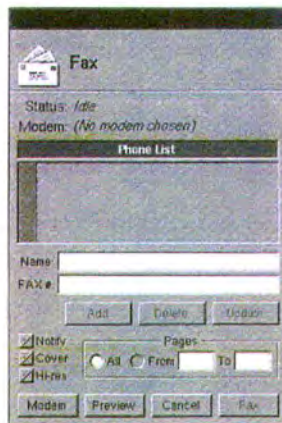 Fax
Status: Idle
Modem: (No modem chosen)
Phone List
Name
FAX #
Add Delete Update
Notify Pages
Cover All From To
Hi-res
Modem Preview Cancel Fax